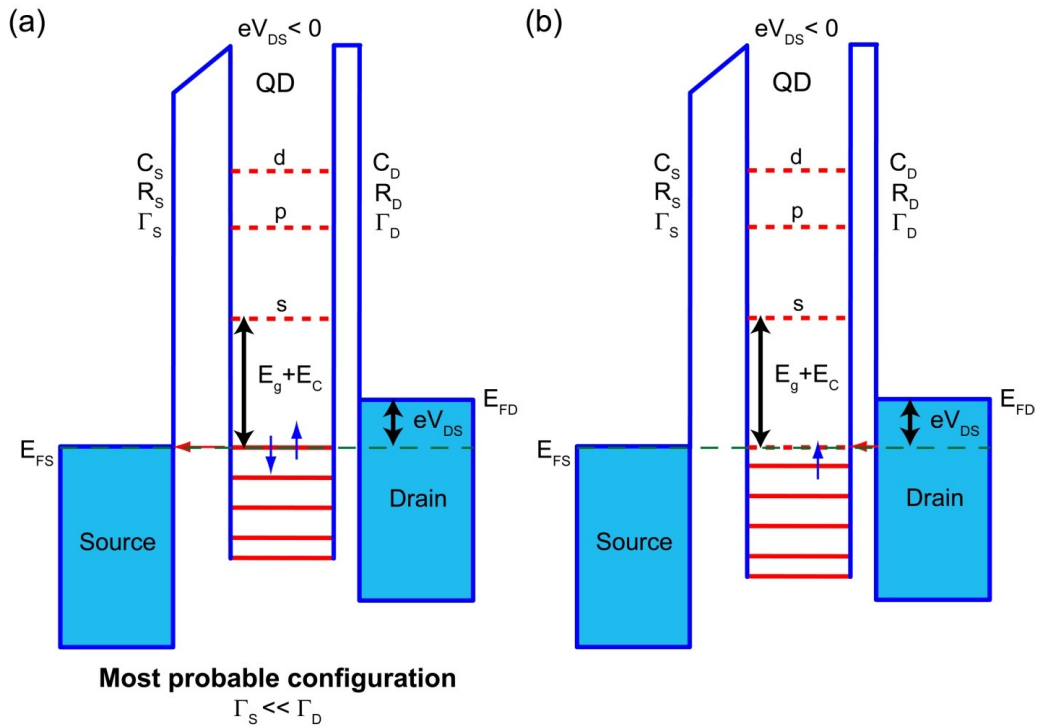 (a)
eV_DS < 0
QD
d
C_S
C_D
R_S
p
R_D
Γ_S
Γ_D
s
E_g+E_C
E_FD
eV_DS
E_FS
Source
Drain
Most probable configuration
Γ_S << Γ_D
(b)
eV_DS < 0
QD
d
C_S
C_D
R_S
p
R_D
Γ_S
Γ_D
s
E_g+E_C
E_FD
eV_DS
E_FS
Source
Drain